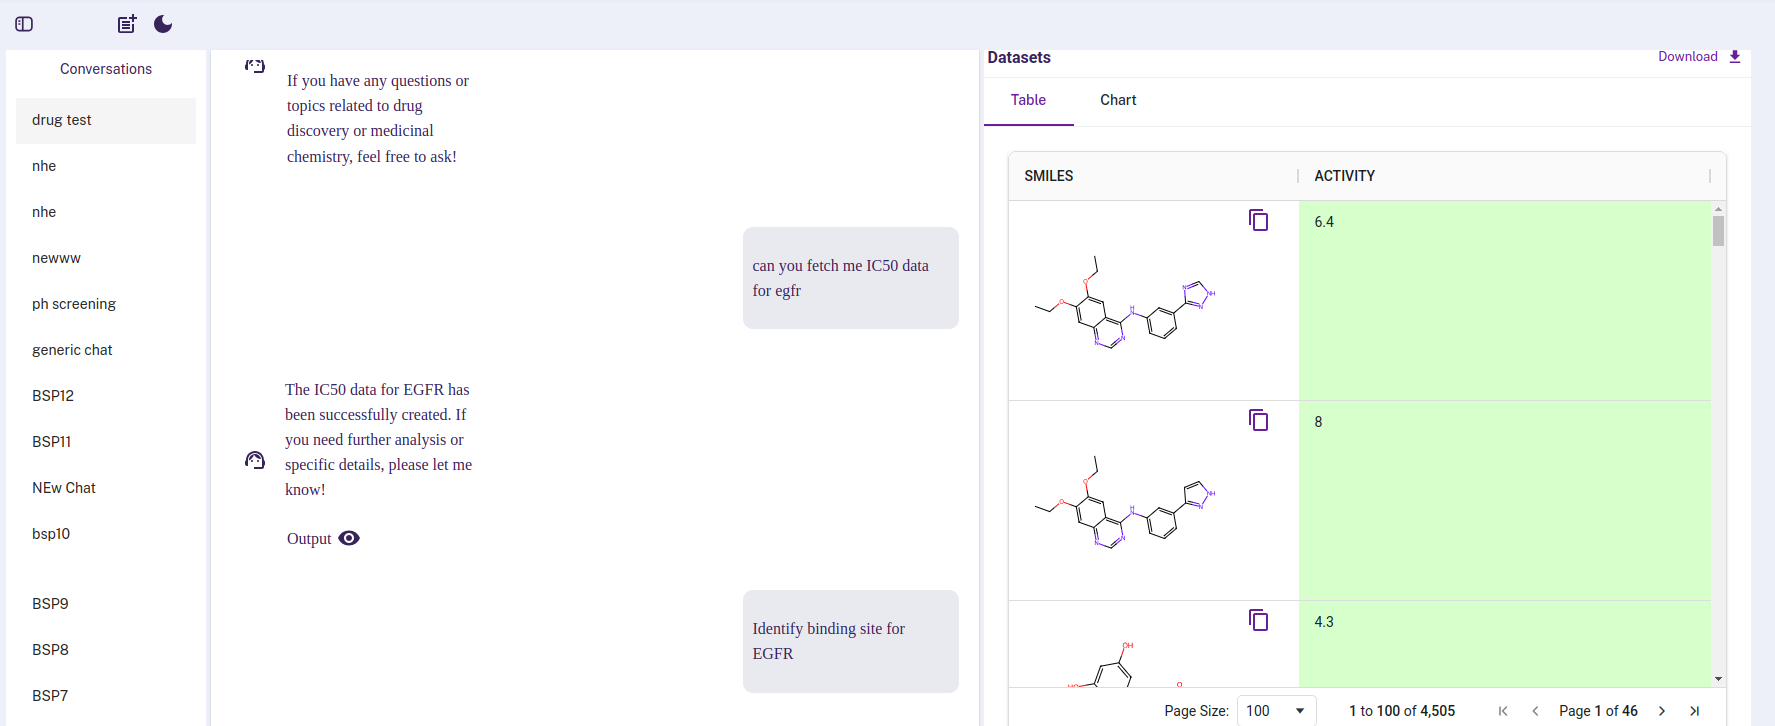 Conversations
drug test
nhe
nhe
newww
ph screening
generic chat
BSP12
BSP11
NEw Chat
bsp10
BSP9
BSP8
BSP7
If you have any questions or
topics related to drug
discovery or medicinal
chemistry, feel free to ask!
can you fetch me IC50 data
for egfr
The IC50 data for EGFR has
been successfully created. If
you need further analysis or
specific details, please let me
know!
Output
Identify binding site for
EGFR
Datasets
Download
Table Chart
SMILES ACTIVITY
6.4
O
O
H
N
N
N
N
NH
N
8
O
O
H
N
N
N
NH
N
4.3
OH
HO
O
Page Size: 100 1 to 100 of 4,505 Page 1 of 46